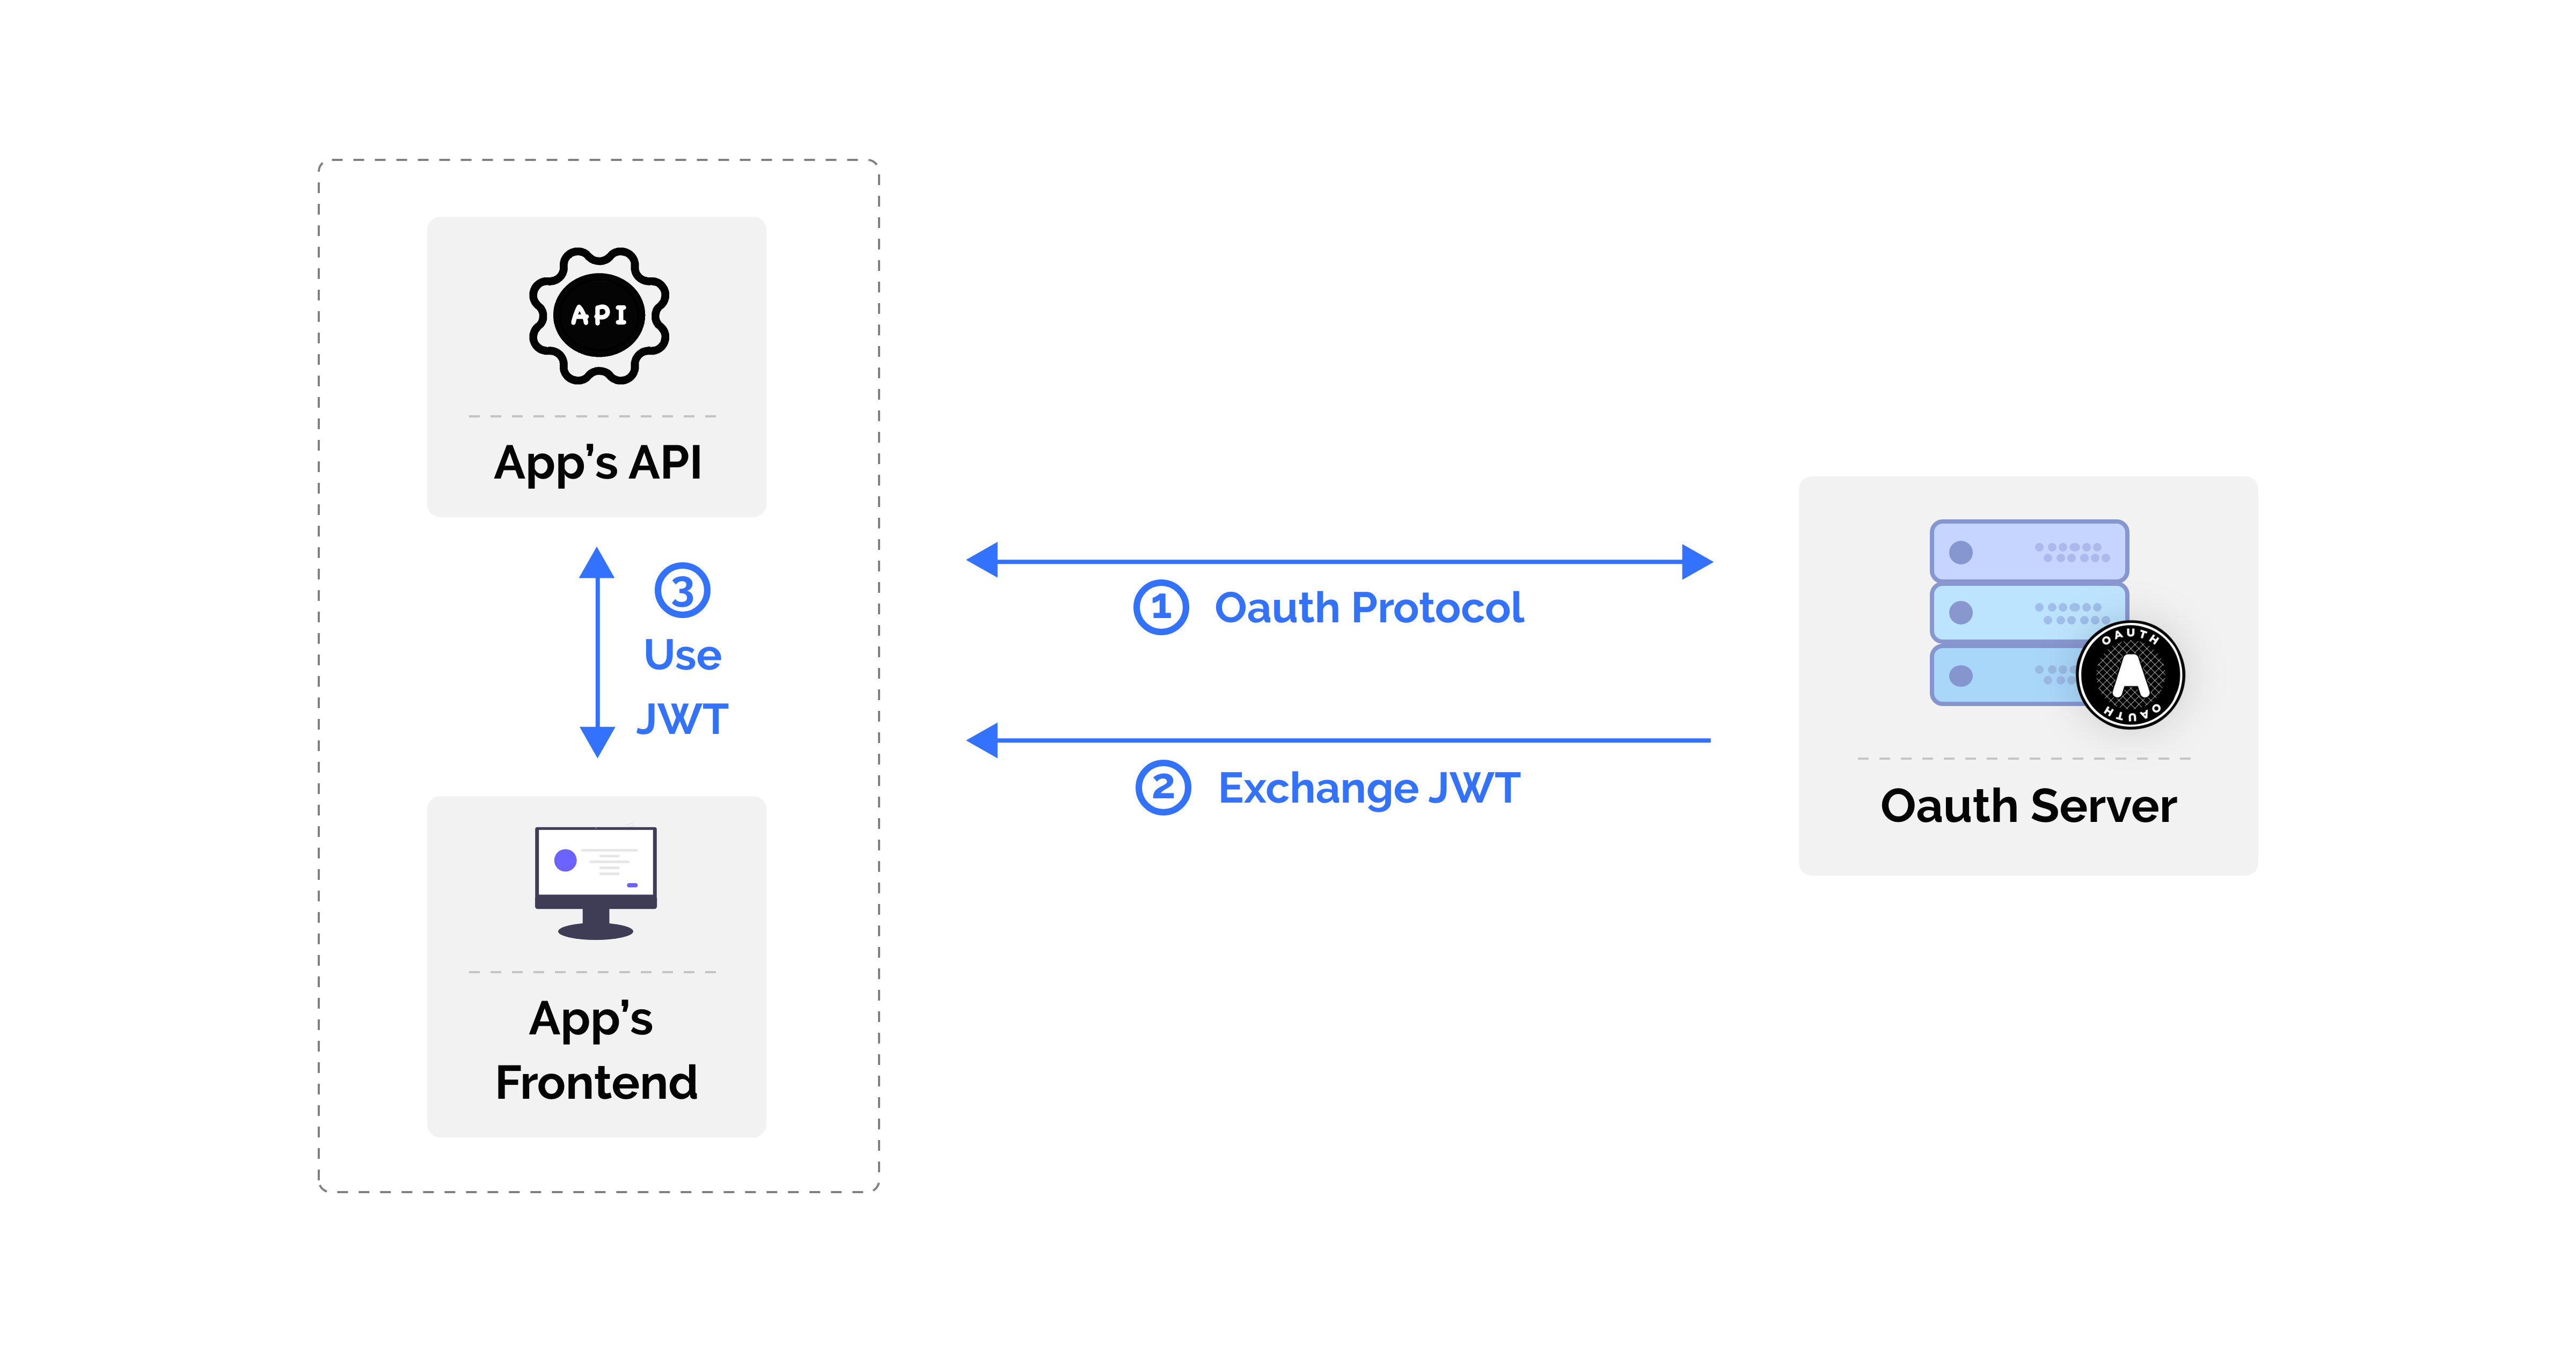 API
App’s API
3
Use
JWT
App’s
Frontend
1 Oauth Protocol
2 Exchange JWT
OAUTH
A
OAUTH
Oauth Server